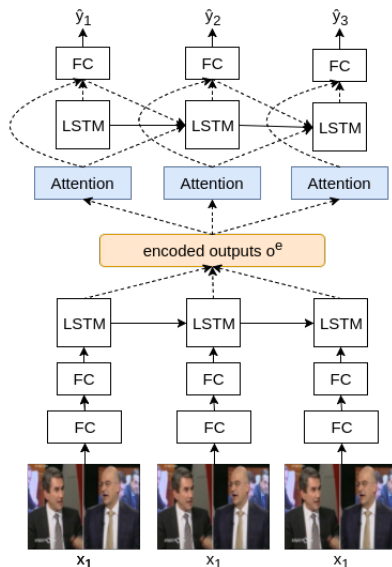 ŷ₁ ŷ₂ ŷ₃
FC FC FC
LSTM LSTM LSTM
Attention Attention Attention
encoded outputs oᵉ
LSTM LSTM LSTM
FC FC FC
FC FC FC
x₁ x₁ x₁